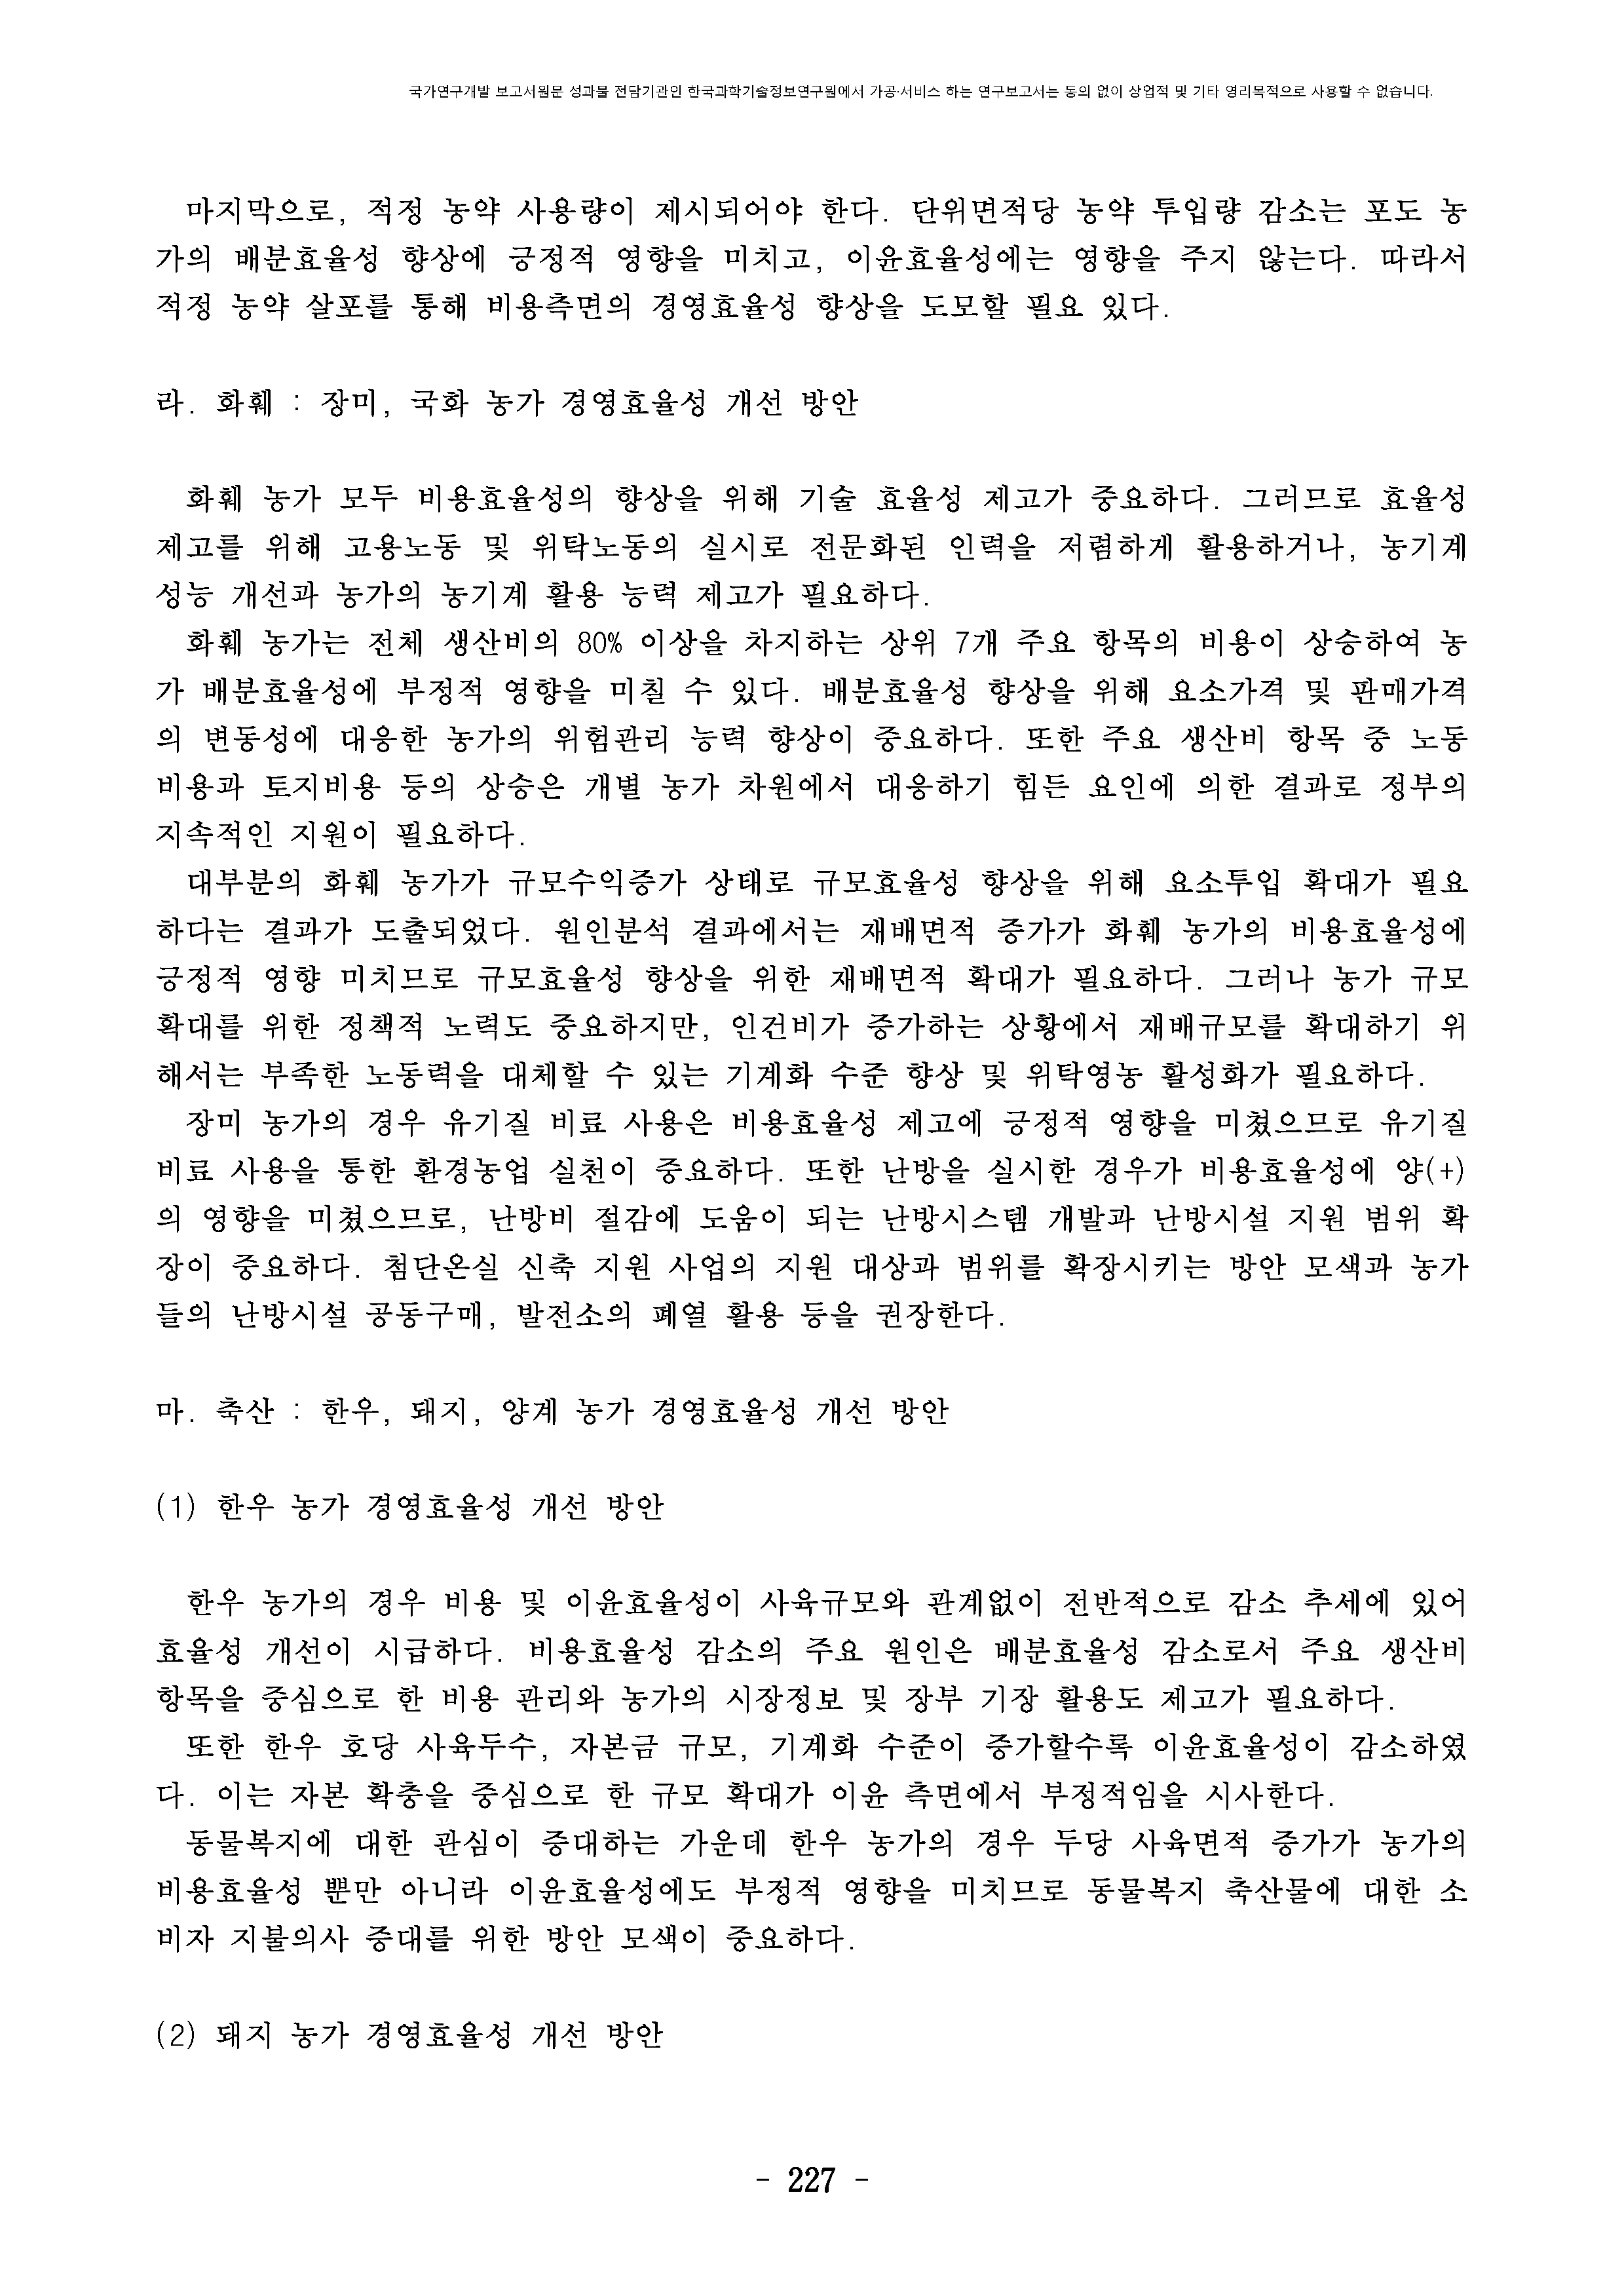 국가연구개발 보고서원문 성과물 전담기관인 한국과학기술정보연구원에서 가공·서비스 하는 연구보고서는 동의 없이 상업적 및 기타 영리목적으로 사용할 수 없습니다.
마지막으로, 적정 농약 사용량이 제시되어야 한다. 단위면적당 농약 투입량 감소는 포도 농
가의 배분효율성 향상에 긍정적 영향을 미치고, 이윤효율성에는 영향을 주지 않는다. 따라서
적정 농약 살포를 통해 비용측면의 경영효율성 향상을 도모할 필요 있다.
라. 화훼 : 장미, 국화 농가 경영효율성 개선 방안
화훼 농가 모두 비용효율성의 향상을 위해 기술 효율성 제고가 중요하다. 그러므로 효율성
제고를 위해 고용노동 및 위탁노동의 실시로 전문화된 인력을 저렴하게 활용하거나, 농기계
성능 개선과 농가의 농기계 활용 능력 제고가 필요하다.
화훼 농가는 전체 생산비의 80% 이상을 차지하는 상위 7개 주요 항목의 비용이 상승하여 농
가 배분효율성에 부정적 영향을 미칠 수 있다. 배분효율성 향상을 위해 요소가격 및 판매가격
의 변동성에 대응한 농가의 위험관리 능력 향상이 중요하다. 또한 주요 생산비 항목 중 노동
비용과 토지비용 등의 상승은 개별 농가 차원에서 대응하기 힘든 요인에 의한 결과로 정부의
지속적인 지원이 필요하다.
대부분의 화훼 농가가 규모수익증가 상태로 규모효율성 향상을 위해 요소투입 확대가 필요
하다는 결과가 도출되었다. 원인분석 결과에서는 재배면적 증가가 화훼 농가의 비용효율성에
긍정적 영향 미치므로 규모효율성 향상을 위한 재배면적 확대가 필요하다. 그러나 농가 규모
확대를 위한 정책적 노력도 중요하지만, 인건비가 증가하는 상황에서 재배규모를 확대하기 위
해서는 부족한 노동력을 대체할 수 있는 기계화 수준 향상 및 위탁영농 활성화가 필요하다.
장미 농가의 경우 유기질 비료 사용은 비용효율성 제고에 긍정적 영향을 미쳤으므로 유기질
비료 사용을 통한 환경농업 실천이 중요하다. 또한 난방을 실시한 경우가 비용효율성에 양(+)
의 영향을 미쳤으므로, 난방비 절감에 도움이 되는 난방시스템 개발과 난방시설 지원 범위 확
장이 중요하다. 첨단온실 신축 지원 사업의 지원 대상과 범위를 확장시키는 방안 모색과 농가
들의 난방시설 공동구매, 발전소의 폐열 활용 등을 권장한다.
마. 축산 : 한우, 돼지, 양계 농가 경영효율성 개선 방안
(1) 한우 농가 경영효율성 개선 방안
한우 농가의 경우 비용 및 이윤효율성이 사육규모와 관계없이 전반적으로 감소 추세에 있어
효율성 개선이 시급하다. 비용효율성 감소의 주요 원인은 배분효율성 감소로서 주요 생산비
항목을 중심으로 한 비용 관리와 농가의 시장정보 및 장부 기장 활용도 제고가 필요하다.
또한 한우 호당 사육두수, 자본금 규모, 기계화 수준이 증가할수록 이윤효율성이 감소하였
다. 이는 자본 확충을 중심으로 한 규모 확대가 이윤 측면에서 부정적임을 시사한다.
동물복지에 대한 관심이 증대하는 가운데 한우 농가의 경우 두당 사육면적 증가가 농가의
비용효율성 뿐만 아니라 이윤효율성에도 부정적 영향을 미치므로 동물복지 축산물에 대한 소
비자 지불의사 증대를 위한 방안 모색이 중요하다.
(2) 돼지 농가 경영효율성 개선 방안
- 227 -